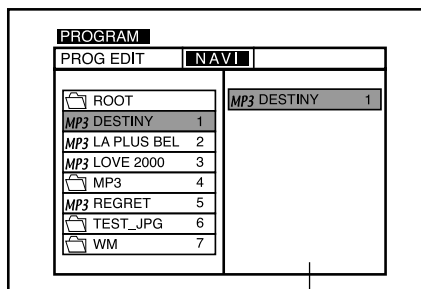 PROGRAM
PROG EDIT NAVI
ROOT
MP3 DESTINY 1
MP3 LA PLUS BEL 2
MP3 LOVE 2000 3
MP3 4
MP3 REGRET 5
TEST_JPG 6
WM 7
MP3 DESTINY 1